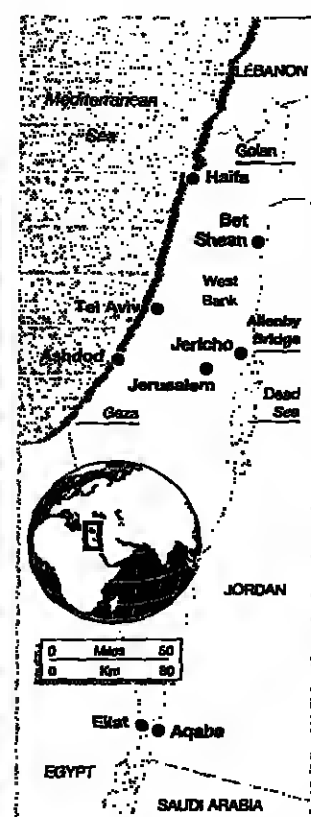 LEBANON
Mediterranean
Sea
Golan
Haifa
Bet
Shean
West
Bank
Tel Aviv
Allenby
Bridge
Jericho
Ashdod
Jerusalem
Dead
Sea
Gaza
JORDAN
0 Miles 50
0 Km 80
Eilat
Aqaba
EGYPT
SAUDI ARABIA